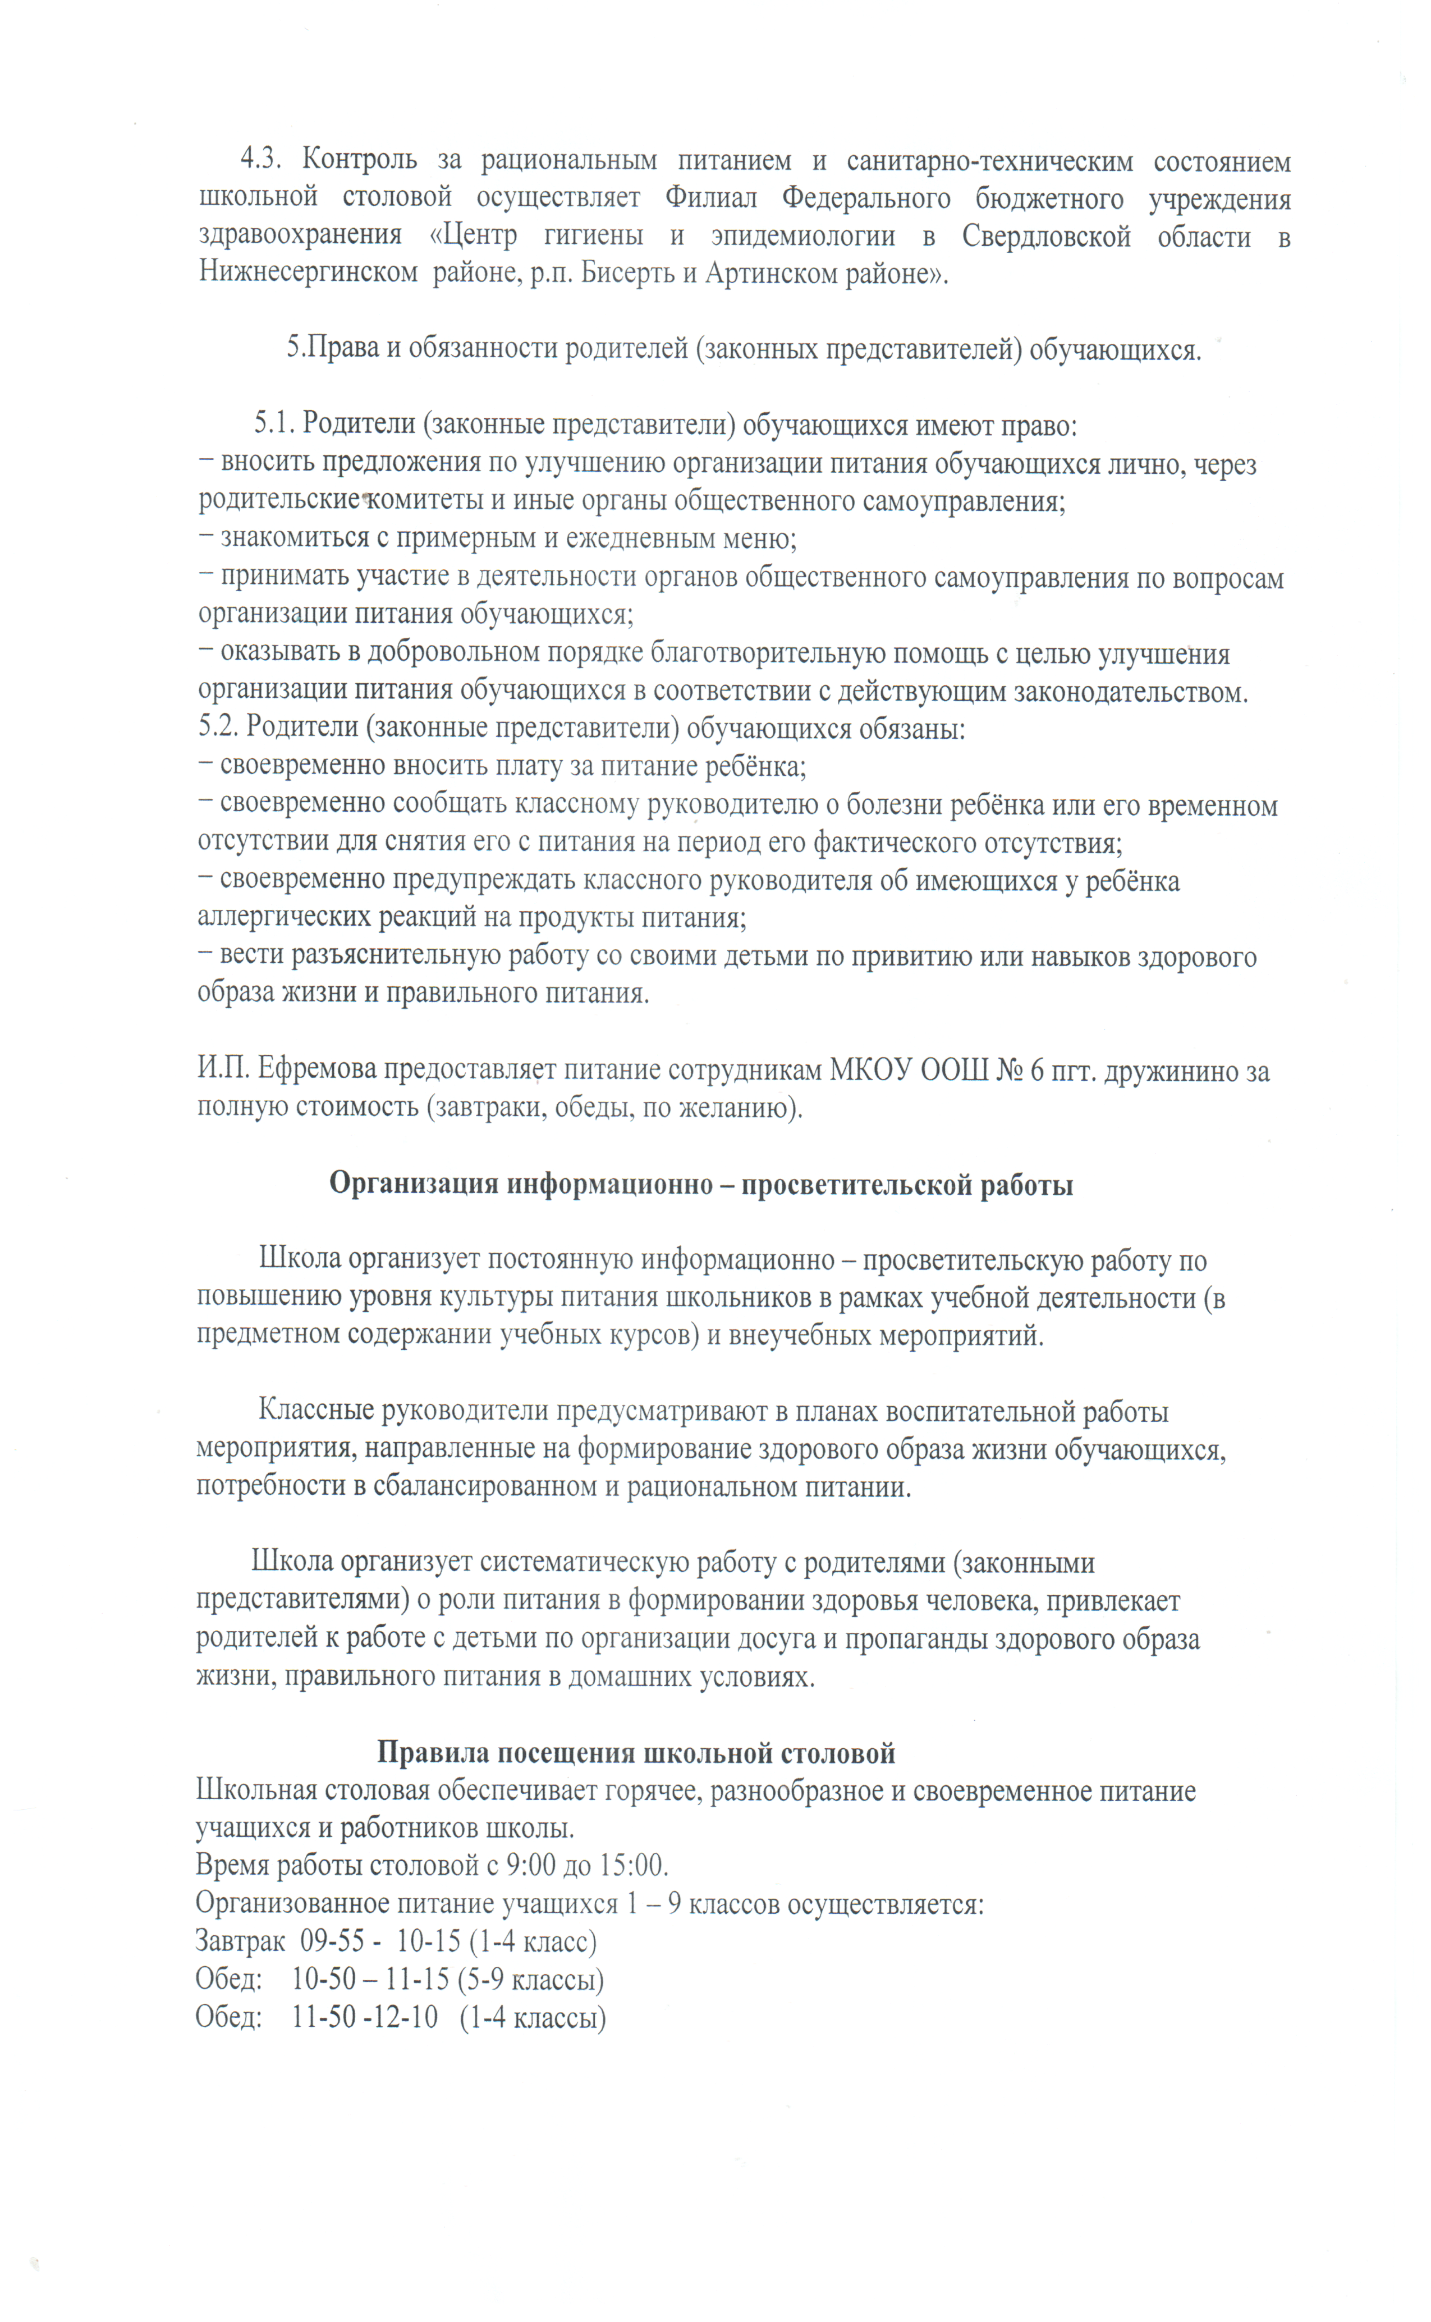 4.3. Контроль за рациональным питанием и санитарно-техническим состоянием
школьной столовой осуществляет Филиал Федерального бюджетного учреждения
здравоохранения «Центр гигиены и эпидемиологии в Свердловской области в
Нижнесергинском районе, р.п. Бисерть и Артинском районе».
5.Права и обязанности родителей (законных представителей) обучающихся.
5.1. Родители (законные представители) обучающихся имеют право:
− вносить предложения по улучшению организации питания обучающихся лично, через
родительские комитеты и иные органы общественного самоуправления;
− знакомиться с примерным и ежедневным меню;
− принимать участие в деятельности органов общественного самоуправления по вопросам
организации питания обучающихся;
− оказывать в добровольном порядке благотворительную помощь с целью улучшения
организации питания обучающихся в соответствии с действующим законодательством.
5.2. Родители (законные представители) обучающихся обязаны:
− своевременно вносить плату за питание ребёнка;
− своевременно сообщать классному руководителю о болезни ребёнка или его временном
отсутствии для снятия его с питания на период его фактического отсутствия;
− своевременно предупреждать классного руководителя об имеющихся у ребёнка
аллергических реакций на продукты питания;
− вести разъяснительную работу со своими детьми по привитию или навыков здорового
образа жизни и правильного питания.
И.П. Ефремова предоставляет питание сотрудникам МКОУ ООШ № 6 пгт. дружинино за
полную стоимость (завтраки, обеды, по желанию).
Организация информационно – просветительской работы
Школа организует постоянную информационно – просветительскую работу по
повышению уровня культуры питания школьников в рамках учебной деятельности (в
предметном содержании учебных курсов) и внеучебных мероприятий.
Классные руководители предусматривают в планах воспитательной работы
мероприятия, направленные на формирование здорового образа жизни обучающихся,
потребности в сбалансированном и рациональном питании.
Школа организует систематическую работу с родителями (законными
представителями) о роли питания в формировании здоровья человека, привлекает
родителей к работе с детьми по организации досуга и пропаганды здорового образа
жизни, правильного питания в домашних условиях.
Правила посещения школьной столовой
Школьная столовая обеспечивает горячее, разнообразное и своевременное питание
учащихся и работников школы.
Время работы столовой с 9:00 до 15:00.
Организованное питание учащихся 1 – 9 классов осуществляется:
Завтрак 09-55 - 10-15 (1-4 класс)
Обед: 10-50 – 11-15 (5-9 классы)
Обед: 11-50 -12-10 (1-4 классы)